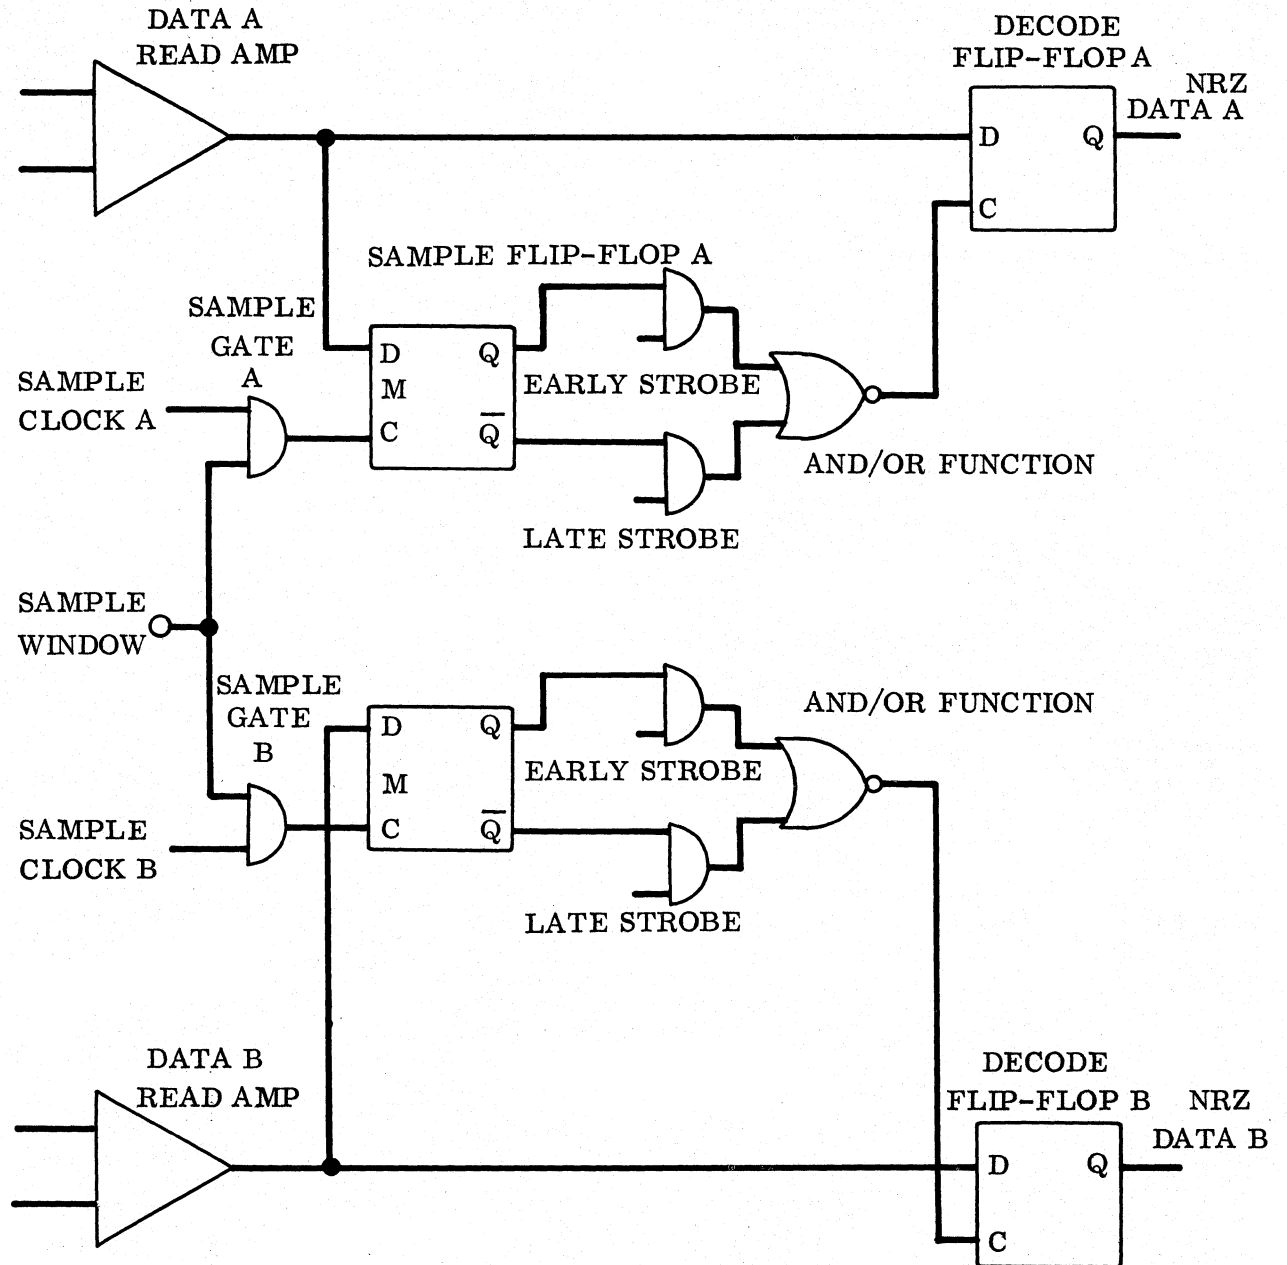 DATA A
READ AMP
DECODE
FLIP-FLOP A
NRZ
DATA A
D
Q
C
SAMPLE FLIP-FLOP A
SAMPLE
GATE
A
SAMPLE
CLOCK A
D
Q
M
C
Q̅
EARLY STROBE
AND/OR FUNCTION
LATE STROBE
SAMPLE
WINDOW
SAMPLE
GATE
B
SAMPLE
CLOCK B
D
Q
M
C
Q̅
EARLY STROBE
AND/OR FUNCTION
LATE STROBE
DATA B
READ AMP
DECODE
FLIP-FLOP B
NRZ
DATA B
D
Q
C